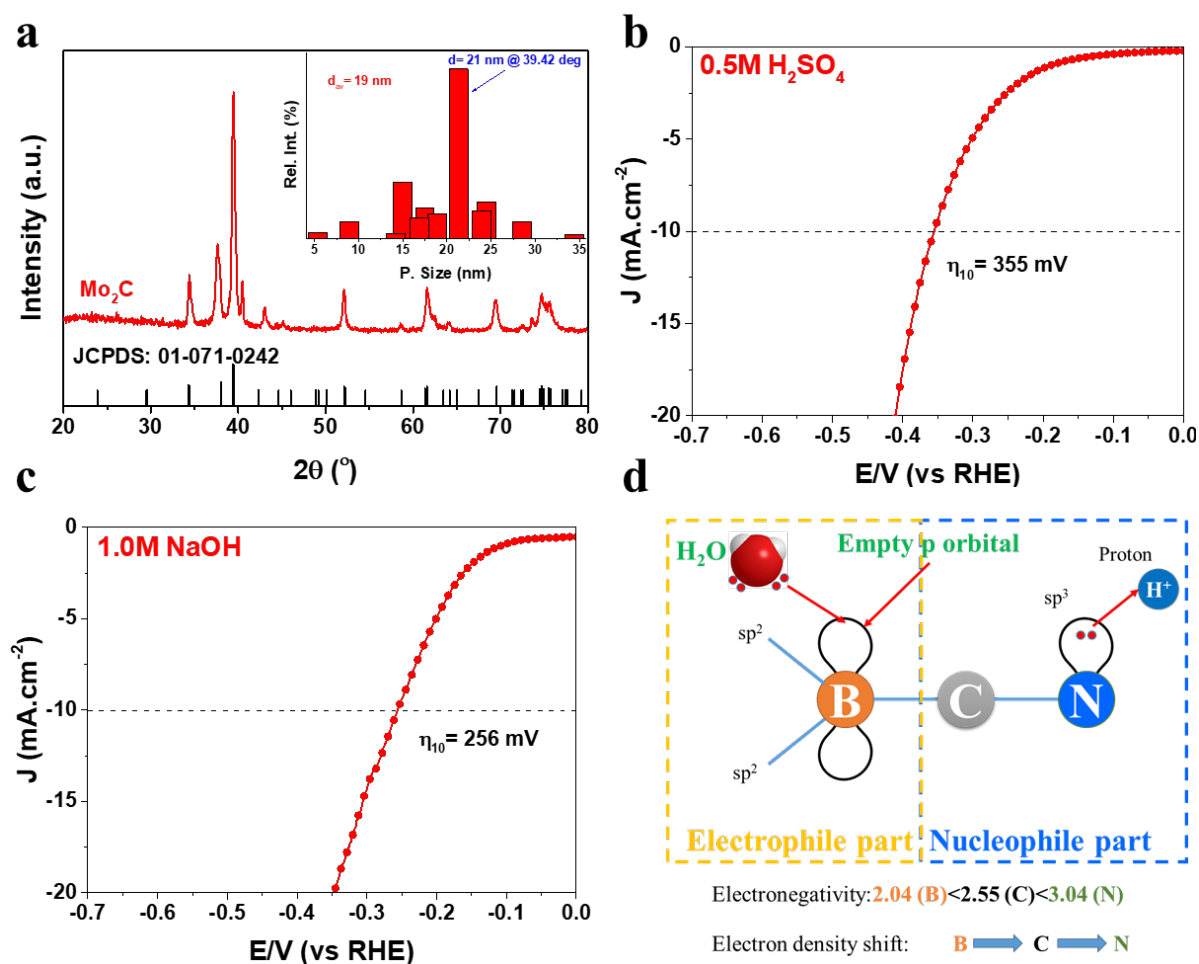 a
Intensity (a.u.)
d_av = 19 nm
d= 21 nm @ 39.42 deg
Rel. Int. (%)
5 10 15 20 25 30 35
P. Size (nm)
Mo₂C
JCPDS: 01-071-0242
20 30 40 50 60 70 80
2θ (°)
b
0.5M H₂SO₄
J (mA.cm⁻²)
0
-5
-10
-15
-20
η₁₀= 355 mV
-0.7 -0.6 -0.5 -0.4 -0.3 -0.2 -0.1 0.0
E/V (vs RHE)
c
1.0M NaOH
J (mA.cm⁻²)
0
-5
-10
-15
-20
η₁₀= 256 mV
-0.7 -0.6 -0.5 -0.4 -0.3 -0.2 -0.1 0.0
E/V (vs RHE)
d
H₂O
Empty p orbital
Proton
H⁺
sp³
sp²
B
C
N
sp²
Electrophile part
Nucleophile part
Electronegativity:2.04 (B)<2.55 (C)<3.04 (N)
Electron density shift: B C N